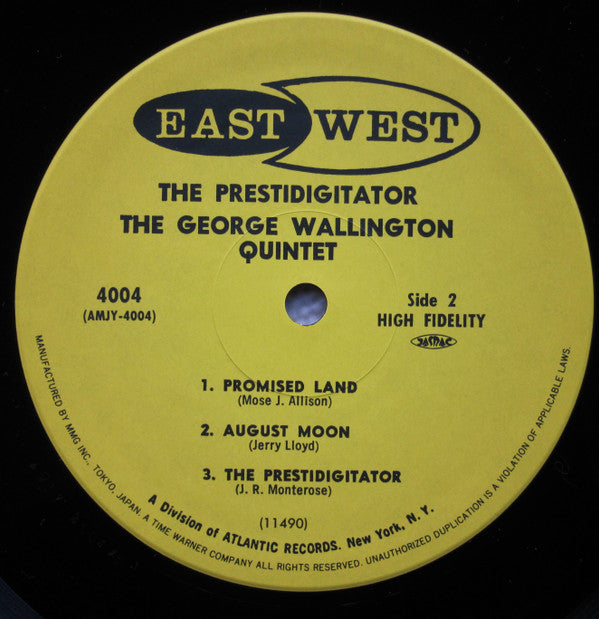 EAST WEST
THE PRESTIDIGITATOR
THE GEORGE WALLINGTON
QUINTET
4004
(AMJY-4004)
Side 2
HIGH FIDELITY
JASRAC
1. PROMISED LAND
(Mose J. Allison)
2. AUGUST MOON
(Jerry Lloyd)
3. THE PRESTIDIGITATOR
(J. R. Monterose)
(11490)
A Division of ATLANTIC RECORDS. New York, N. Y.
MANUFACTURED BY MMG INC., TOKYO, JAPAN. A TIME WARNER COMPANY ALL RIGHTS RESERVED. UNAUTHORIZED DUPLICATION IS A VIOLATION OF APPLICABLE LAWS.